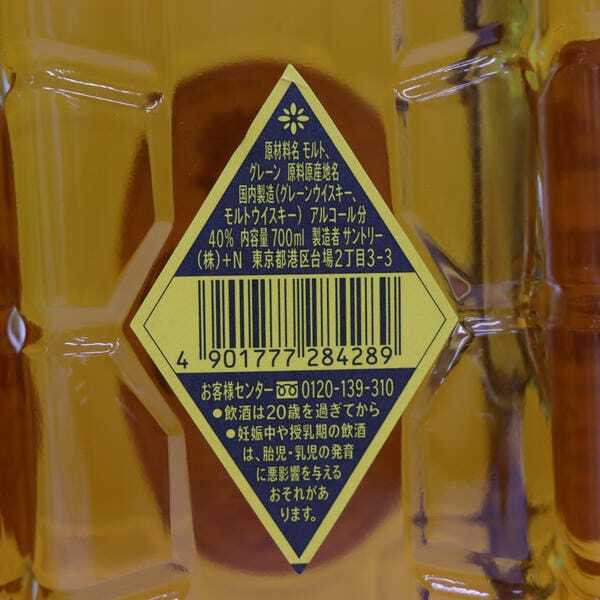 原材料名 モルト、
グレーン 原料原産地名
国内製造(グレーンウイスキー、
モルトウイスキー) アルコール分
40% 内容量700ml 製造者 サントリー
(株)+N 東京都港区台場2丁目3-3
4 901777 284289
お客様センター 0120-139-310
●飲酒は20歳を過ぎてから
●妊娠中や授乳期の飲酒
は、胎児・乳児の発育
に悪影響を与える
おそれがあ
ります。